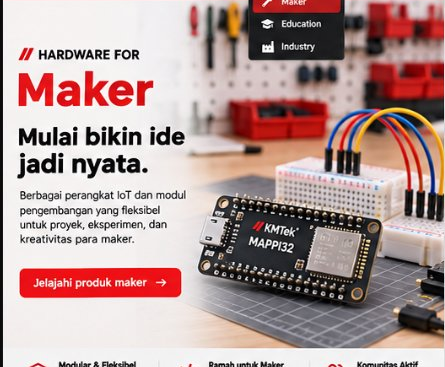 Maker
Education
Industry
// HARDWARE FOR
Maker
Mulai bikin ide
jadi nyata.
Berbagai perangkat IoT dan modul
pengembangan yang fleksibel
untuk proyek, eksperimen, dan
kreativitas para maker.
Jelajahi produk maker →
KMTek®
MAPPI32
Modular & Fleksibel
Ramah untuk Maker
Komunitas Aktif